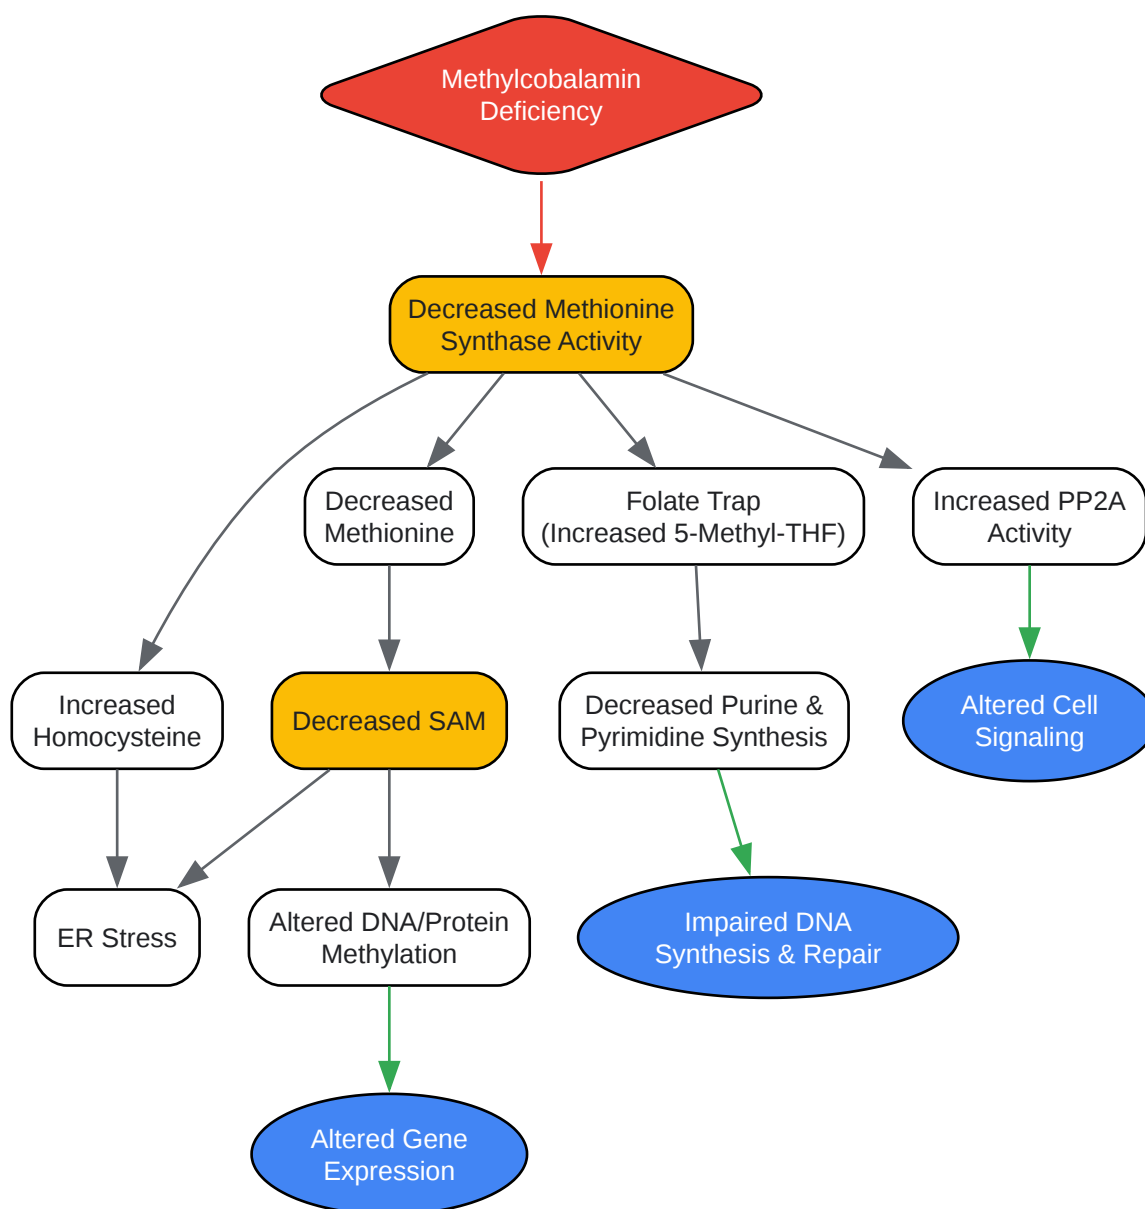 Methylcobalamin
Deficiency
Decreased Methionine
Synthase Activity
Decreased
Methionine
Folate Trap
(Increased 5-Methyl-THF)
Increased PP2A
Activity
Increased
Homocysteine
Decreased SAM
Decreased Purine &
Pyrimidine Synthesis
Altered Cell
Signaling
ER Stress
Altered DNA/Protein
Methylation
Impaired DNA
Synthesis & Repair
Altered Gene
Expression